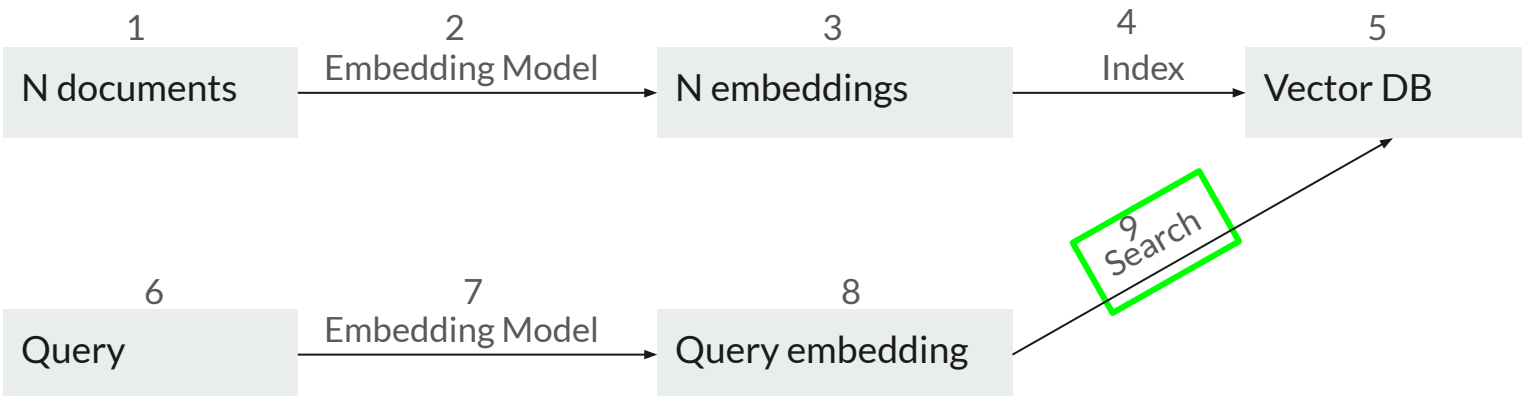 1
2
3
4
5
N documents
Embedding Model
N embeddings
Index
Vector DB
9
Search
6
7
8
Query
Embedding Model
Query embedding